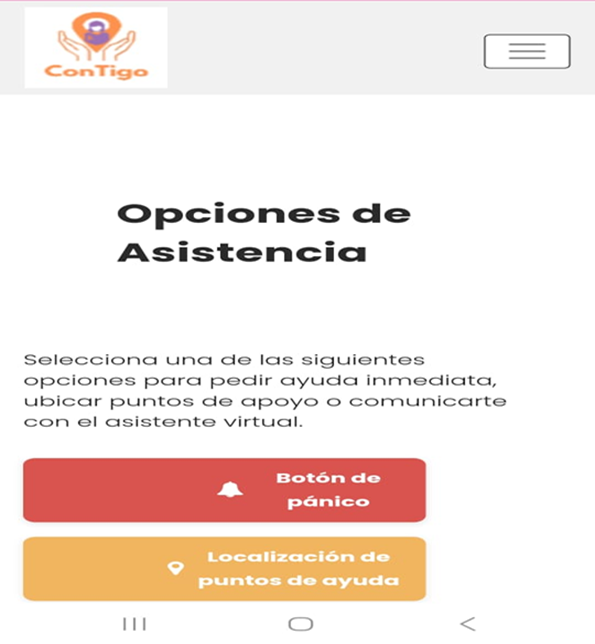 ConTigo
Opciones de
Asistencia
Selecciona una de las siguientes
opciones para pedir ayuda inmediata,
ubicar puntos de apoyo o comunicarte
con el asistente virtual.
Botón de
pánico
Localización de
puntos de ayuda